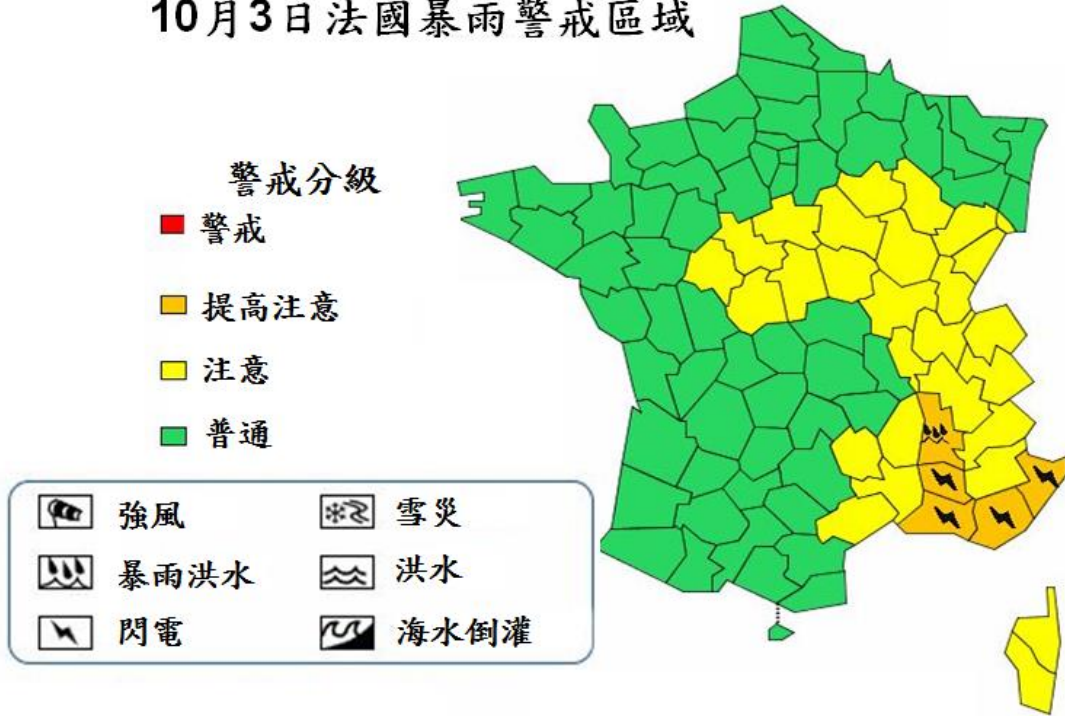 10月3日法國暴雨警戒區域
警戒分級
警戒
提高注意
注意
普通
強風
雪災
暴雨洪水
洪水
閃電
海水倒灌